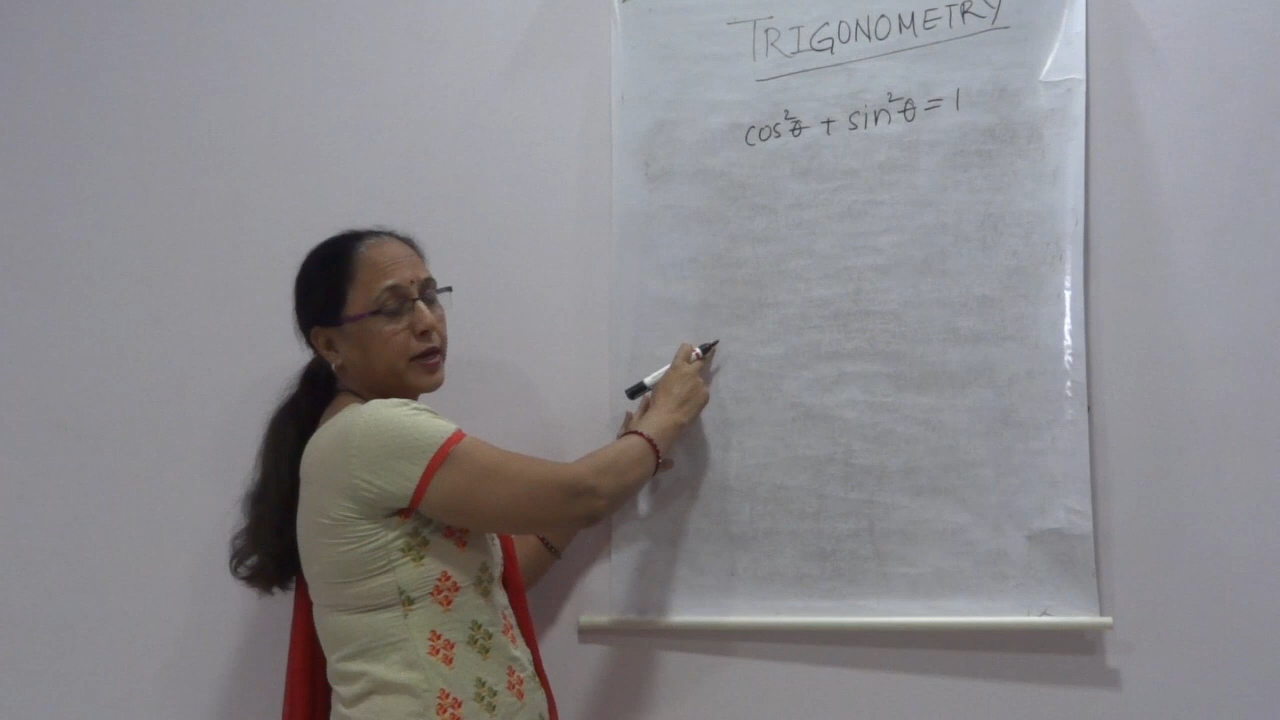 TRIGONOMETRY
cos²θ + sin²θ = 1